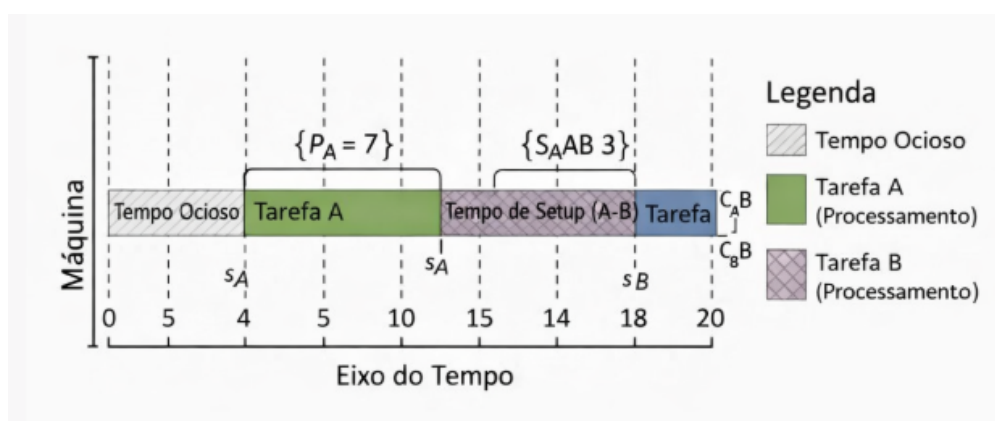 {P_A = 7} {S_AAB 3}
Legenda
Tempo Ocioso
Tarefa A
(Processamento)
Tarefa B
(Processamento)
Máquina
Tempo Ocioso Tarefa A Tempo de Setup (A-B) Tarefa C_AB
C_BB
s_A s_A s_B
0 5 4 5 10 15 14 18 20
Eixo do Tempo